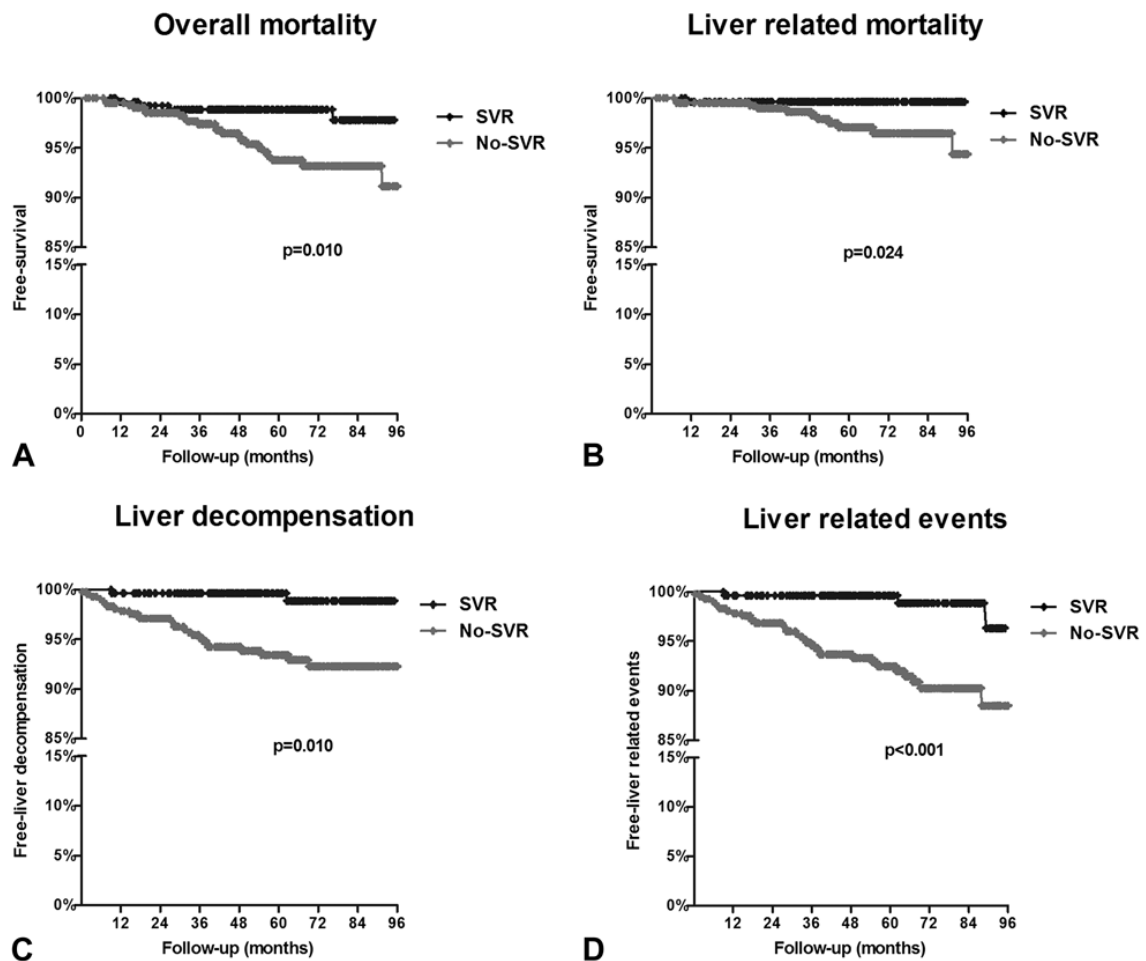 Overall mortality
100%
95%
90%
85%
15%
10%
5%
0%
Free-survival
SVR
No-SVR
p=0.010
0 12 24 36 48 60 72 84 96
Follow-up (months)
A
Liver related mortality
100%
95%
90%
85%
15%
10%
5%
0%
Free-survival
SVR
No-SVR
p=0.024
12 24 36 48 60 72 84 96
Follow-up (months)
B
Liver decompensation
100%
95%
90%
85%
15%
10%
5%
0%
Free-liver decompensation
SVR
No-SVR
p=0.010
12 24 36 48 60 72 84 96
Follow-up (months)
C
Liver related events
100%
95%
90%
85%
15%
10%
5%
0%
Free-liver related events
SVR
No-SVR
p<0.001
12 24 36 48 60 72 84 96
Follow-up (months)
D